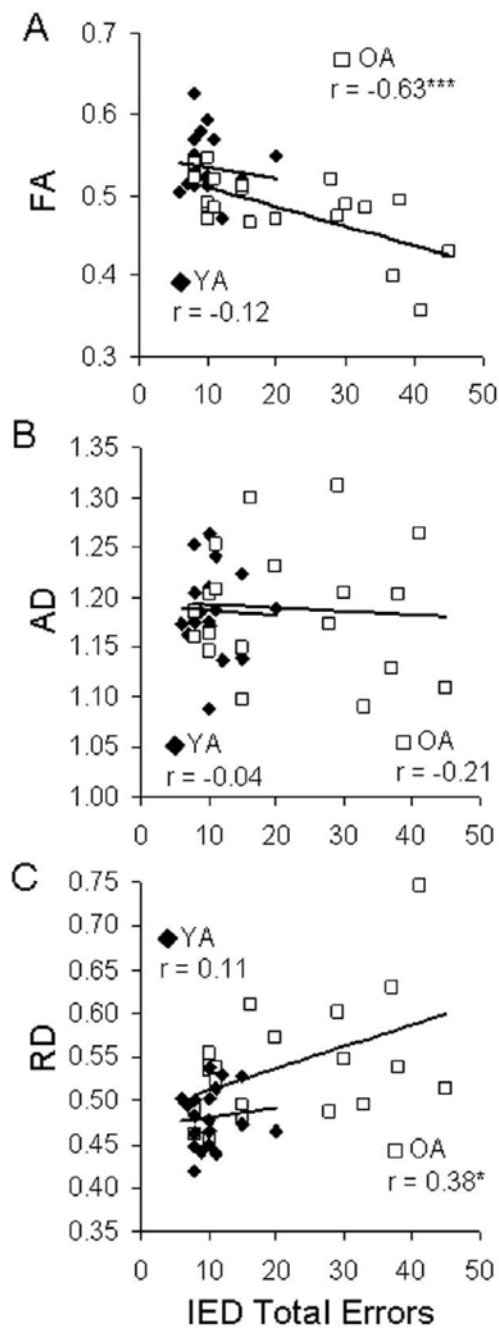 A
0.7
OA
r = -0.63***
0.6
FA
0.5
0.4
YA
r = -0.12
0.3
0 10 20 30 40 50
B
1.35
1.30
1.25
AD
1.20
1.15
1.10
YA OA
1.05
r = -0.04 r = -0.21
1.00
0 10 20 30 40 50
C
0.75
0.70
YA
r = 0.11
0.65
0.60
RD
0.55
0.50
0.45
OA
0.40
r = 0.38*
0.35
0 10 20 30 40 50
IED Total Errors